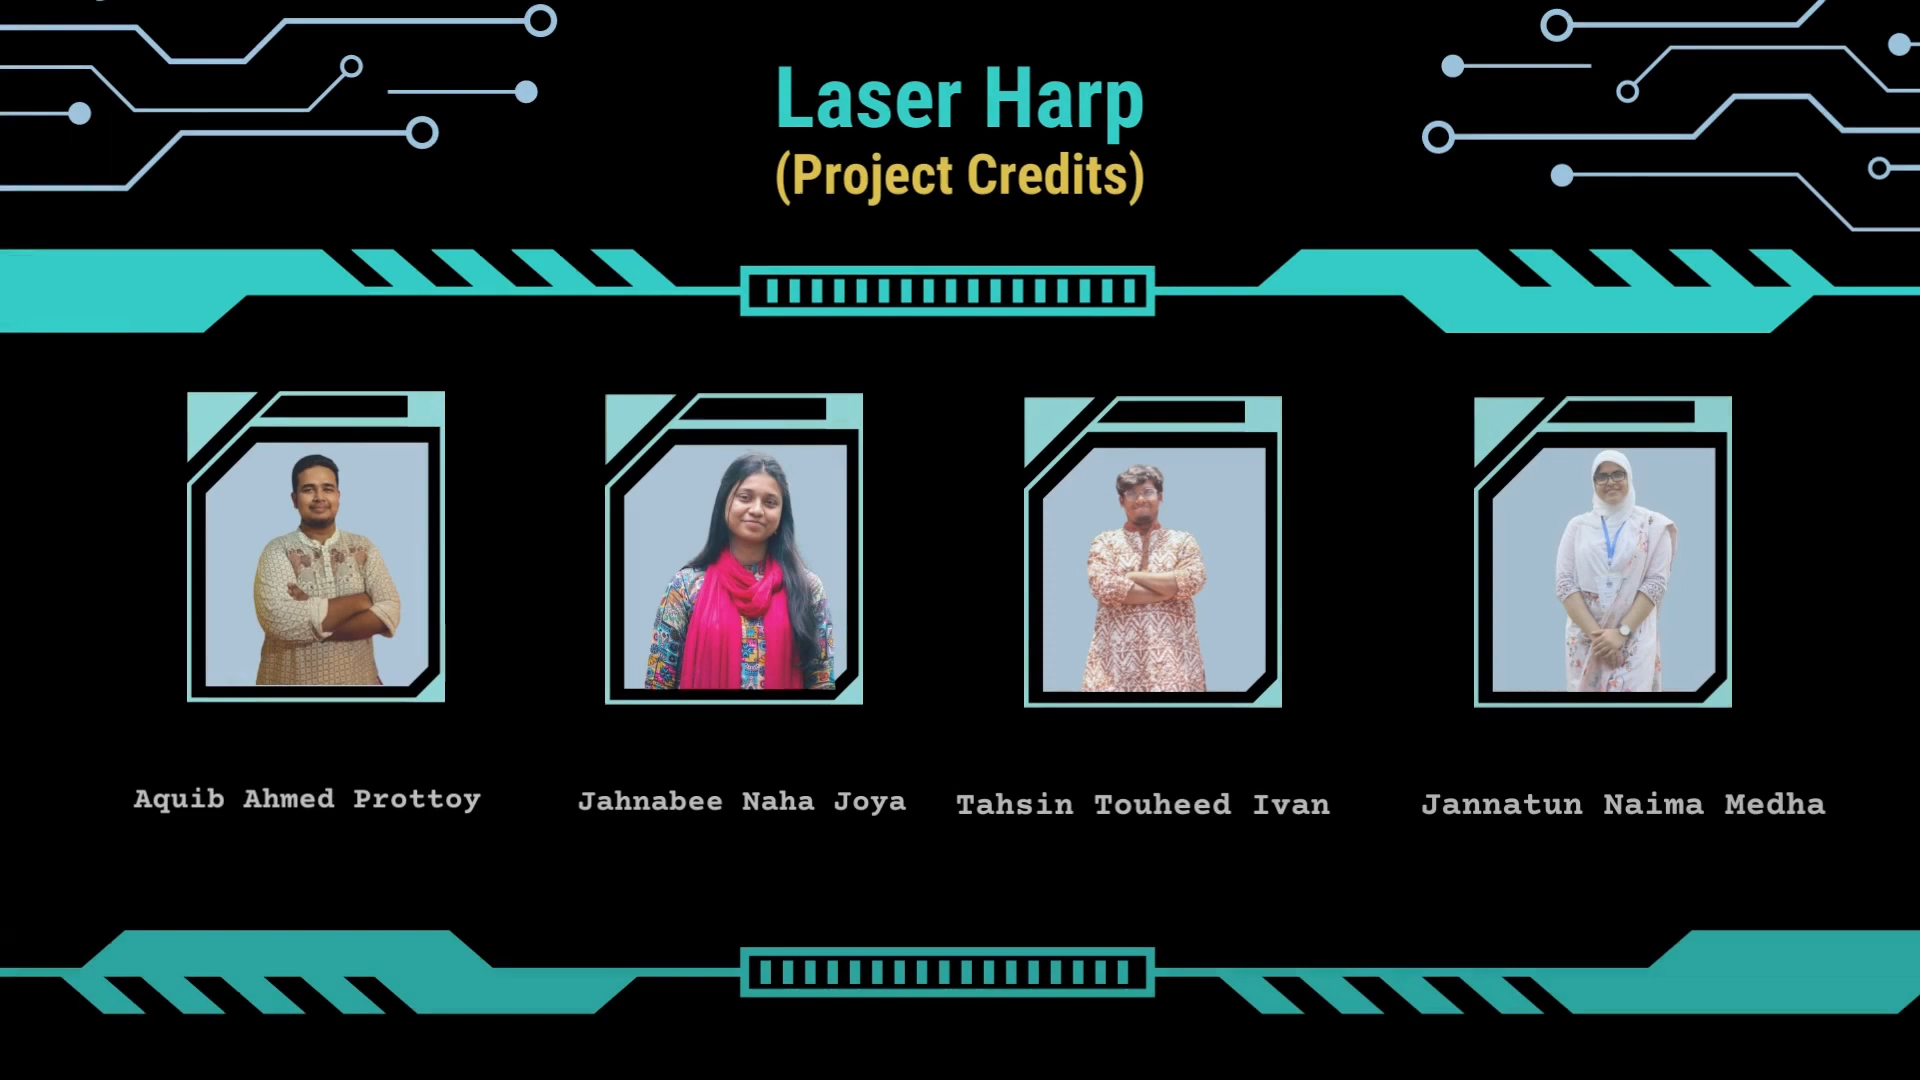 Laser Harp
(Project Credits)
Aquib Ahmed Prottoy
Jahnabee Naha Joya
Tahsin Touheed Ivan
Jannatun Naima Medha